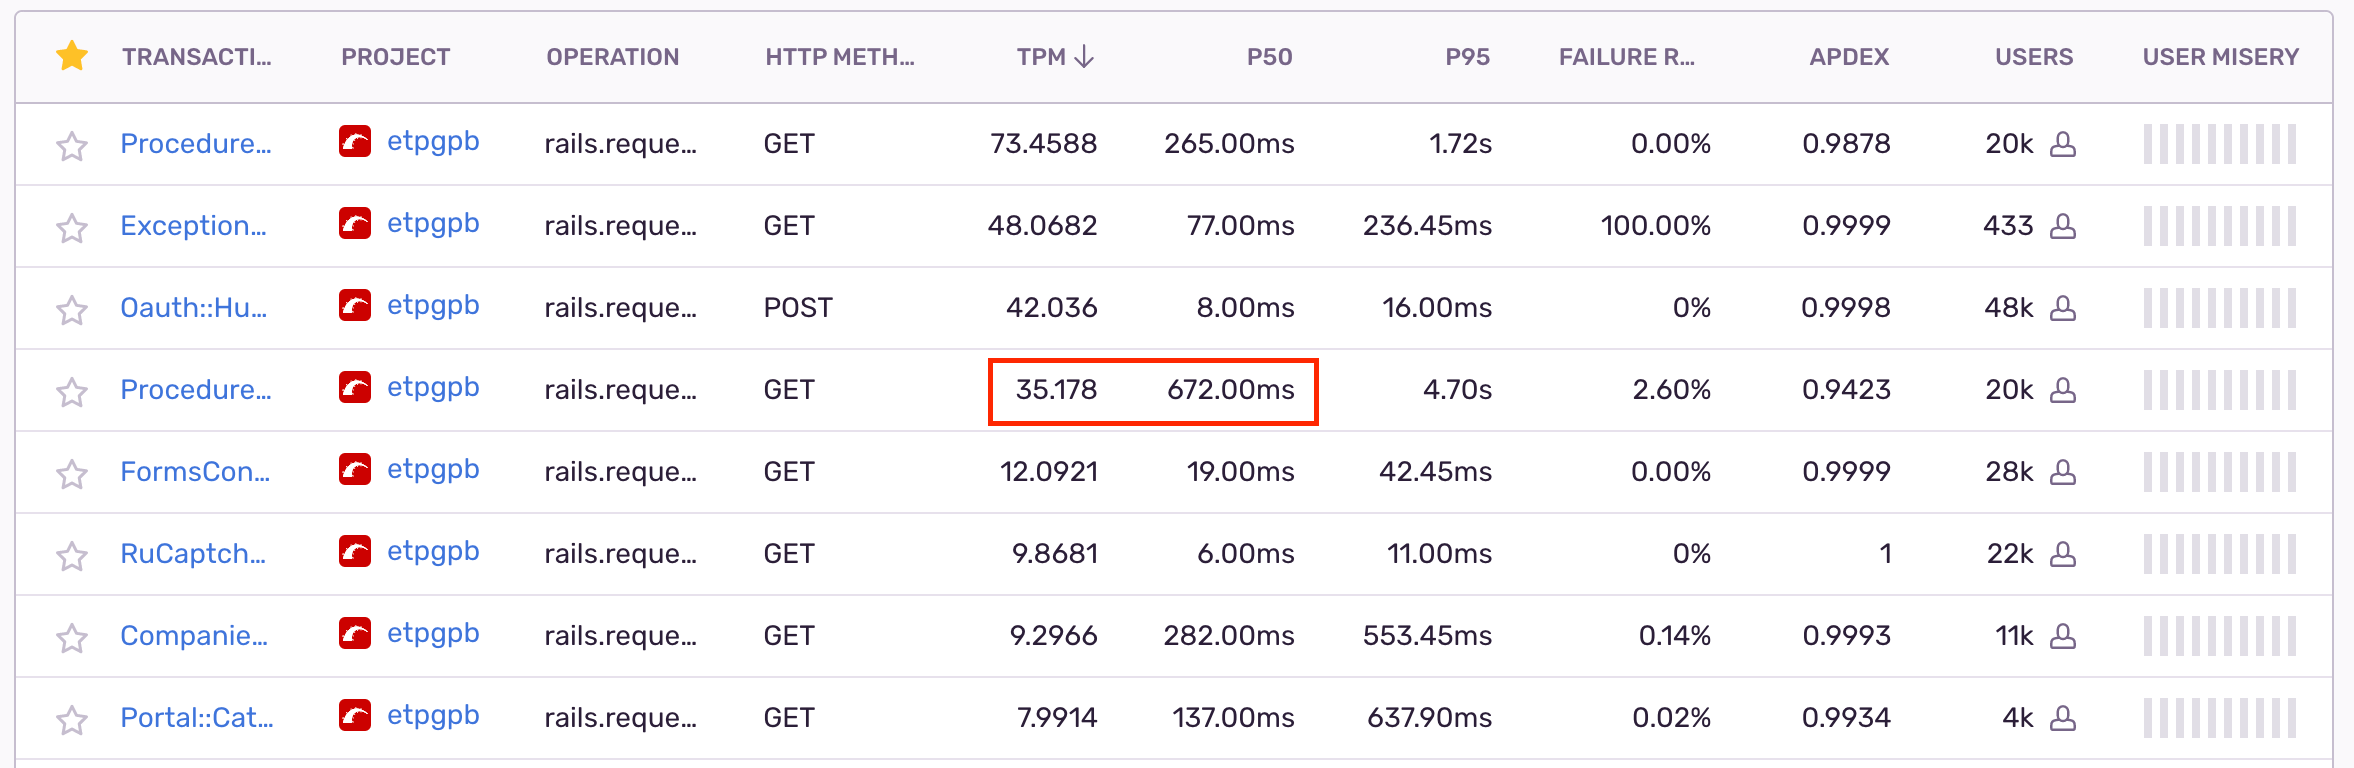 TRANSACTI... PROJECT OPERATION HTTP METH... TPM ↓ P50 P95 FAILURE R... APDEX USERS USER MISERY
Procedure... etpgpb rails.reque... GET 73.4588 265.00ms 1.72s 0.00% 0.9878 20k
Exception... etpgpb rails.reque... GET 48.0682 77.00ms 236.45ms 100.00% 0.9999 433
Oauth::Hu... etpgpb rails.reque... POST 42.036 8.00ms 16.00ms 0% 0.9998 48k
Procedure... etpgpb rails.reque... GET 35.178 672.00ms 4.70s 2.60% 0.9423 20k
FormsCon... etpgpb rails.reque... GET 12.0921 19.00ms 42.45ms 0.00% 0.9999 28k
RuCaptch... etpgpb rails.reque... GET 9.8681 6.00ms 11.00ms 0% 1 22k
Companie... etpgpb rails.reque... GET 9.2966 282.00ms 553.45ms 0.14% 0.9993 11k
Portal::Cat... etpgpb rails.reque... GET 7.9914 137.00ms 637.90ms 0.02% 0.9934 4k